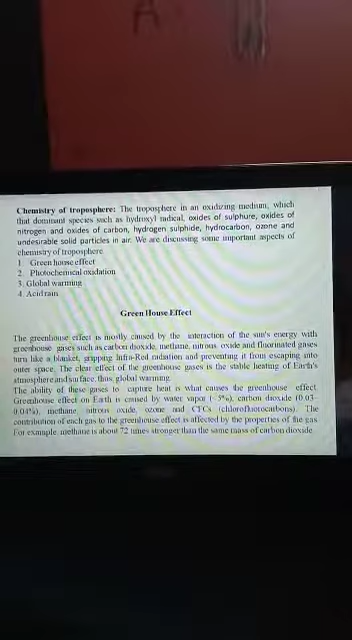 A
Chemistry of troposphere: The troposphere in an oxidizing medium, which
that dominant species such as hydroxyl radical, oxides of sulphure, oxides of
nitrogen and oxides of carbon, hydrogen sulphide, hydrocarbon, ozone and
undesirable solid particles in air. We are discussing some important aspects of
chemistry of troposphere
1. Green house effect
2. Photochemical oxidation
3. Global warming
4. Acid rain
Green House Effect
The greenhouse effect is mostly caused by the interaction of the sun's energy with
greenhouse gases such as carbon dioxide, methane, nitrous oxide and fluorinated gases
turn like a blanket, gripping Infra-Red radiation and preventing it from escaping into
outer space. The clear effect of the greenhouse gases is the stable heating of Earth's
atmosphere and surface, thus, global warming.
The ability of these gases to capture heat is what causes the greenhouse effect
Greenhouse effect on Earth is caused by water vapor (~5%), carbon dioxide (0.03-
0.04%), methane, nitrous oxide, ozone and CFCs (chlorofluorocarbons). The
contribution of each gas to the greenhouse effect is affected by the properties of the gas
For example, methane is about 72 times stronger than the same mass of carbon dioxide